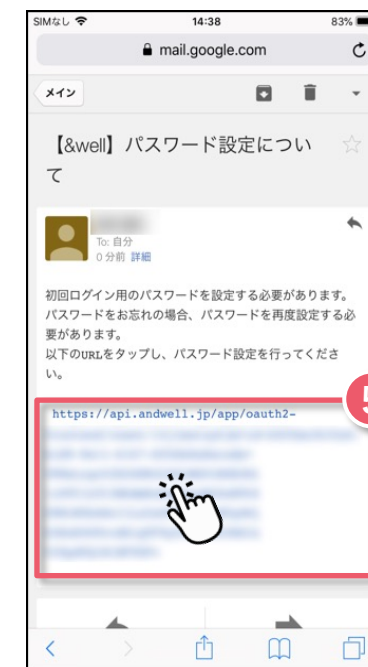 SIMなし 14:38 83%
mail.google.com
メイン
【&well】パスワード設定につい
て
To: 自分
0 分前 詳細
初回ログイン用のパスワードを設定する必要があります。
パスワードをお忘れの場合、パスワードを再度設定する必
要があります。
以下のURLをタップし、パスワード設定を行ってくださ
い。
5
https://api.andwell.jp/app/oauth2-